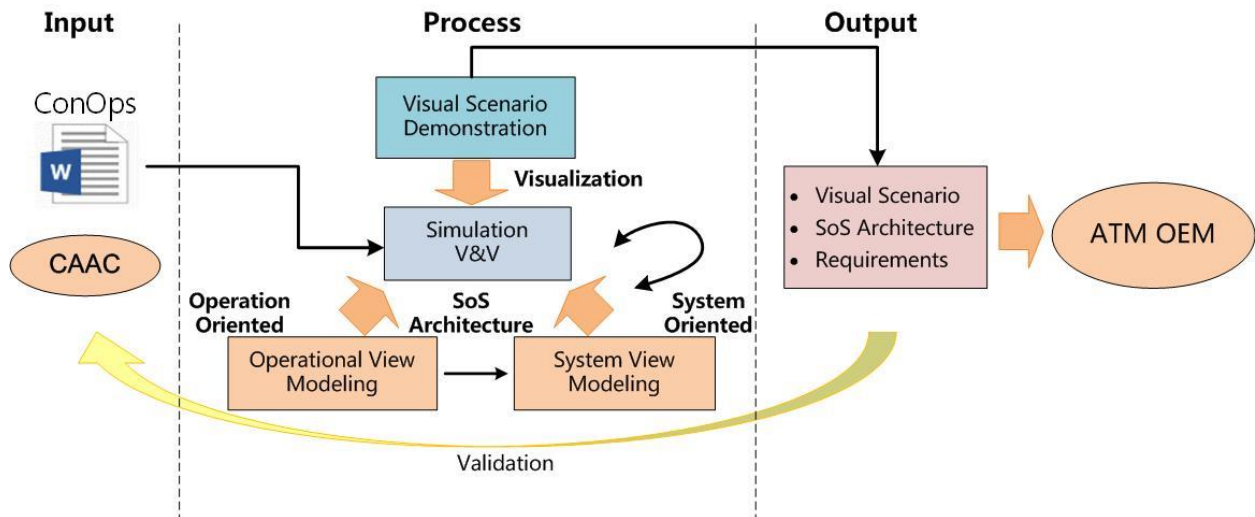 Input
Process
Output
ConOps
W
CAAC
Visual Scenario
Demonstration
Visualization
Simulation
V&V
Operation
Oriented
SoS
Architecture
System
Oriented
Operational View
Modeling
System View
Modeling
• Visual Scenario
• SoS Architecture
• Requirements
ATM OEM
Validation